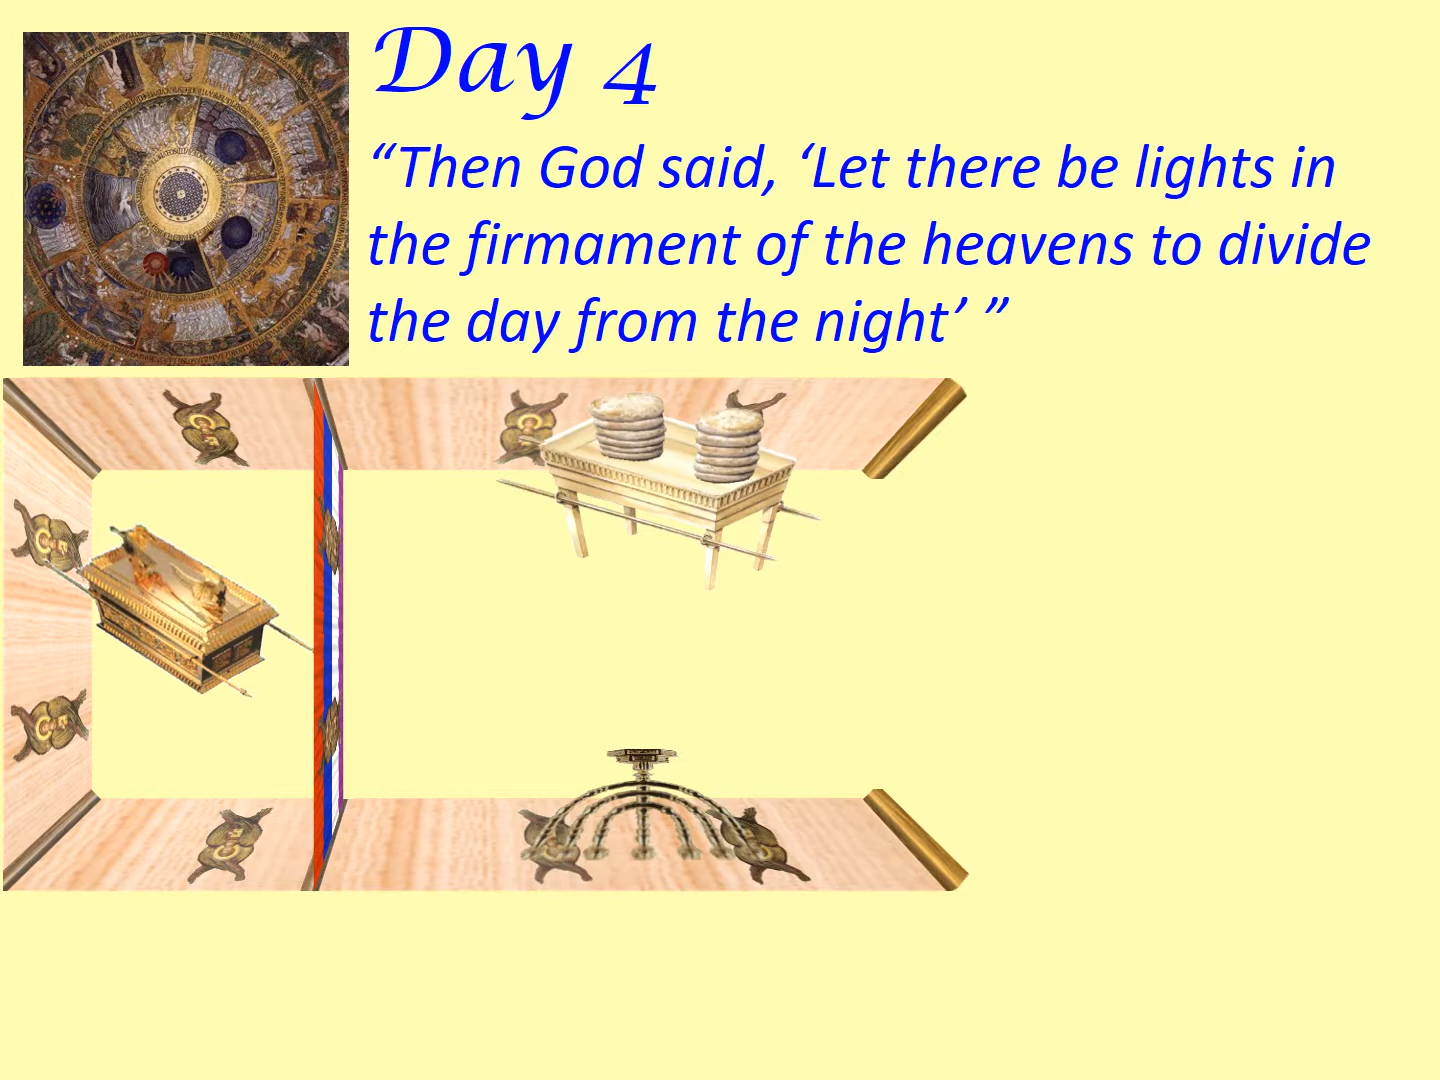 Day 4
“Then God said, ‘Let there be lights in
the firmament of the heavens to divide
the day from the night’ ”